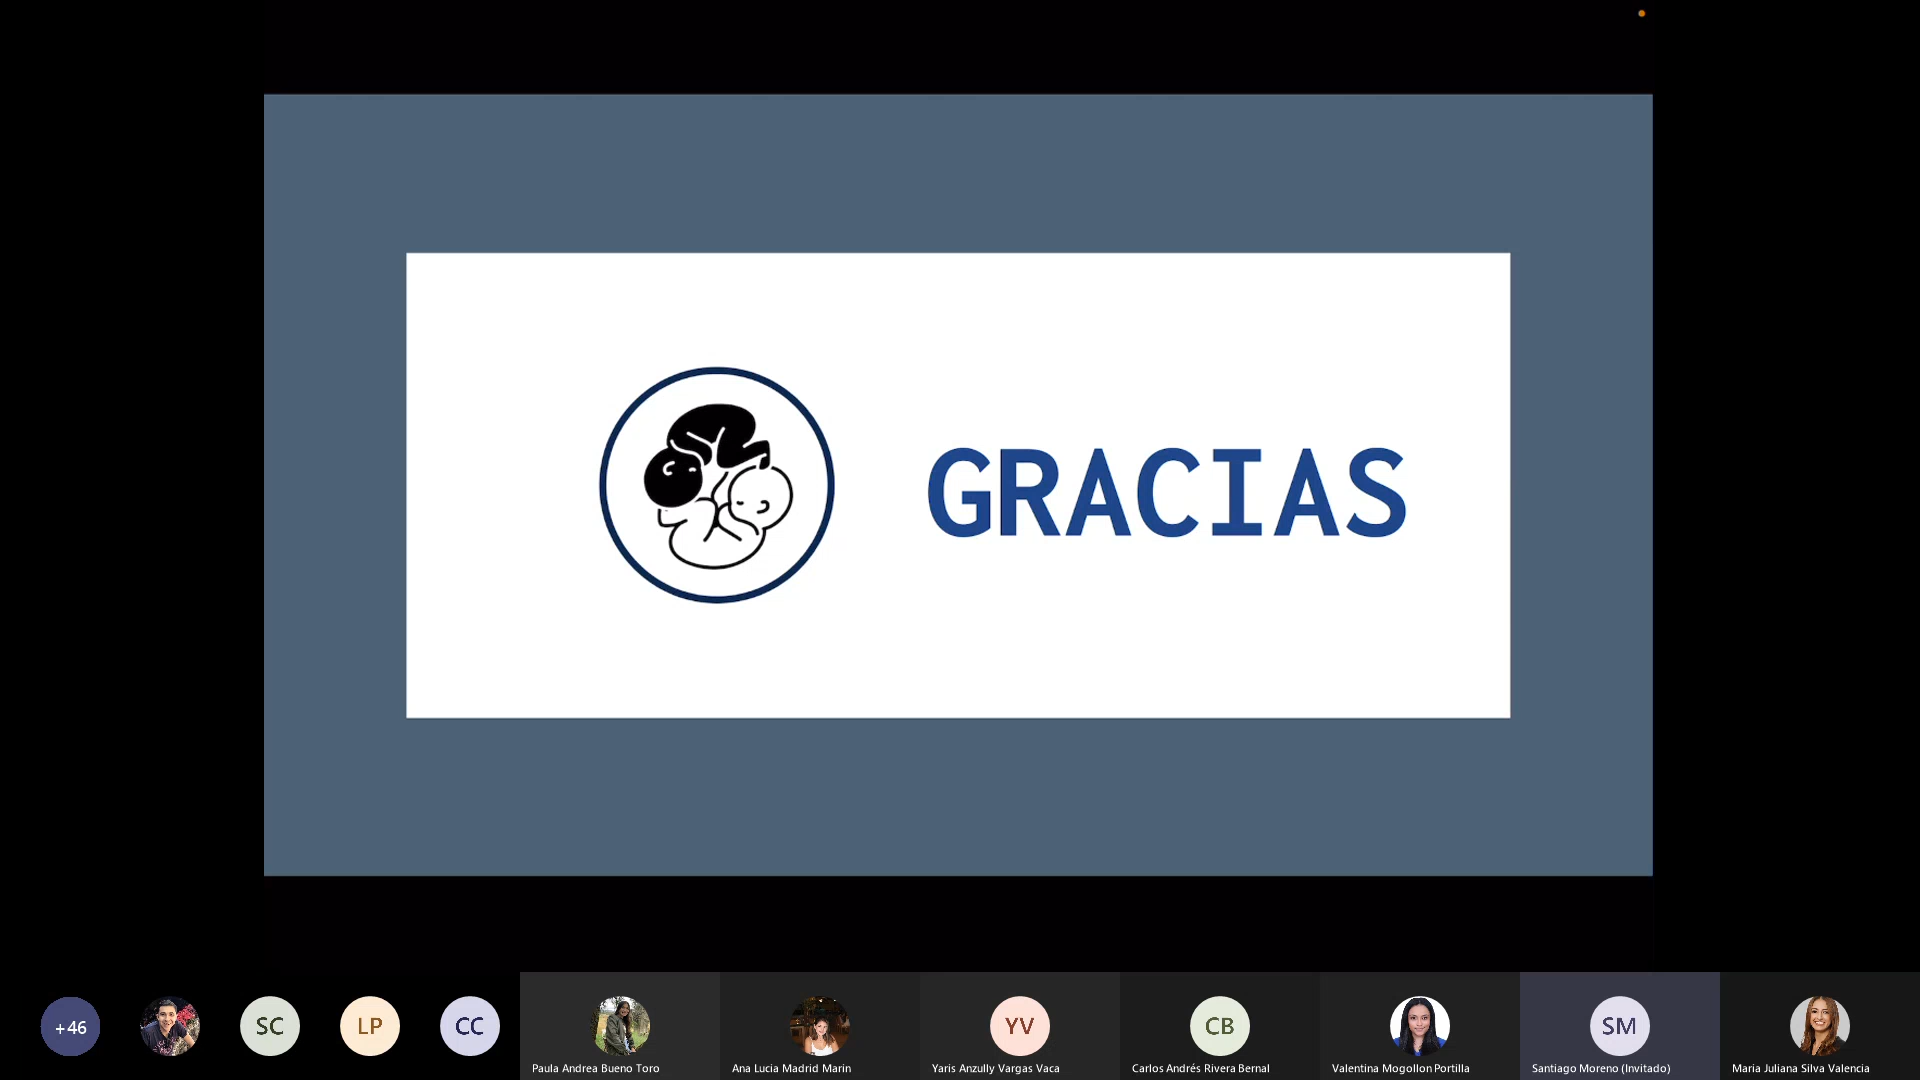 GRACIAS
+46
SC
LP
CC
Paula Andrea Bueno Toro
Ana Lucia Madrid Marin
YV
Yaris Anzully Vargas Vaca
CB
Carlos Andrés Rivera Bernal
Valentina Mogollon Portilla
SM
Santiago Moreno (Invitado)
Maria Juliana Silva Valencia